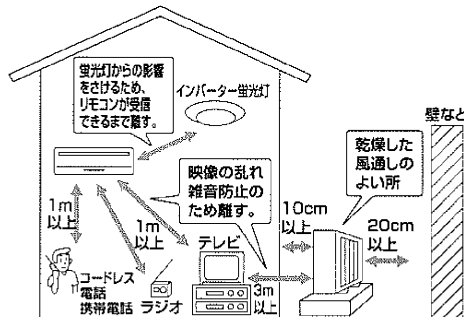 蛍光灯からの影響
をさけるため、
リモコンが受信
できるまで離す。
インバーター蛍光灯
壁など
乾燥した
風通しの
よい所
映像の乱れ
雑音防止の
ため離す。
1m
以上
1m
以上
10cm
以上
20cm
以上
テレビ
3m
以上
コードレス
電話
携帯電話
ラジオ